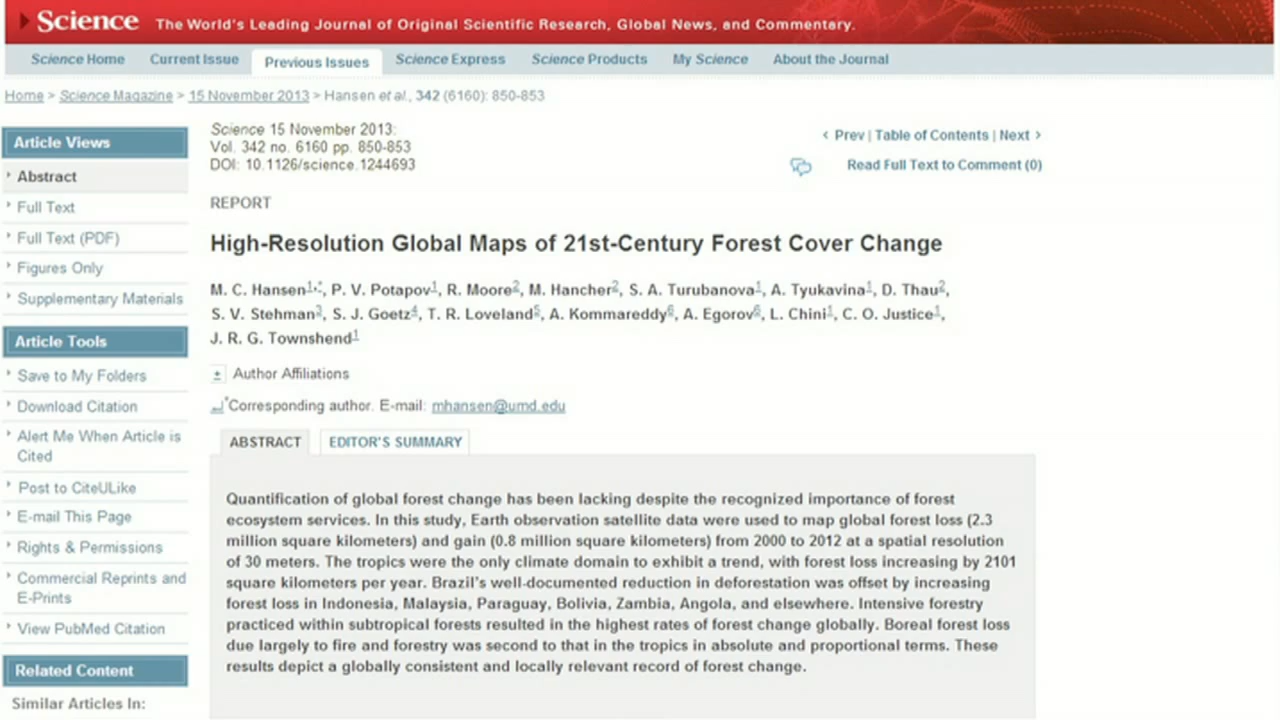 Science The World's Leading Journal of Original Scientific Research, Global News, and Commentary.
Science Home Current Issue Previous Issues Science Express Science Products My Science About the Journal
Home > Science Magazine > 15 November 2013 > Hansen et al., 342 (6160): 850-853
Article Views
Abstract
Full Text
Full Text (PDF)
Figures Only
Supplementary Materials
Article Tools
Save to My Folders
Download Citation
Alert Me When Article is
Cited
Post to CiteULike
E-mail This Page
Rights & Permissions
Commercial Reprints and
E-Prints
View PubMed Citation
Related Content
Similar Articles In:
Science 15 November 2013:
Vol. 342 no. 6160 pp. 850-853
DOI: 10.1126/science.1244693
< Prev | Table of Contents | Next >
Read Full Text to Comment (0)
REPORT
High-Resolution Global Maps of 21st-Century Forest Cover Change
M. C. Hansen1,*, P. V. Potapov1, R. Moore2, M. Hancher2, S. A. Turubanova1, A. Tyukavina1, D. Thau2,
S. V. Stehman3, S. J. Goetz4, T. R. Loveland5, A. Kommareddy6, A. Egorov6, L. Chini1, C. O. Justice1,
J. R. G. Townshend1
± Author Affiliations
*Corresponding author. E-mail: mhansen@umd.edu
ABSTRACT EDITOR'S SUMMARY
Quantification of global forest change has been lacking despite the recognized importance of forest
ecosystem services. In this study, Earth observation satellite data were used to map global forest loss (2.3
million square kilometers) and gain (0.8 million square kilometers) from 2000 to 2012 at a spatial resolution
of 30 meters. The tropics were the only climate domain to exhibit a trend, with forest loss increasing by 2101
square kilometers per year. Brazil's well-documented reduction in deforestation was offset by increasing
forest loss in Indonesia, Malaysia, Paraguay, Bolivia, Zambia, Angola, and elsewhere. Intensive forestry
practiced within subtropical forests resulted in the highest rates of forest change globally. Boreal forest loss
due largely to fire and forestry was second to that in the tropics in absolute and proportional terms. These
results depict a globally consistent and locally relevant record of forest change.